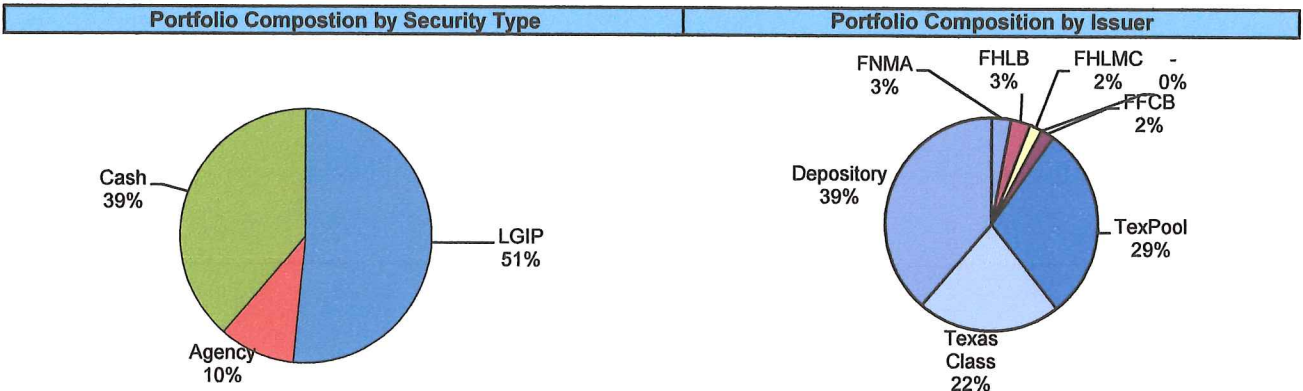 Portfolio Compostion by Security Type
Cash
39%
LGIP
51%
Agency
10%
Portfolio Composition by Issuer
FNMA
3%
FHLB
3%
FHLMC
2%
-
0%
FFCB
2%
Depository
39%
TexPool
29%
Texas
Class
22%